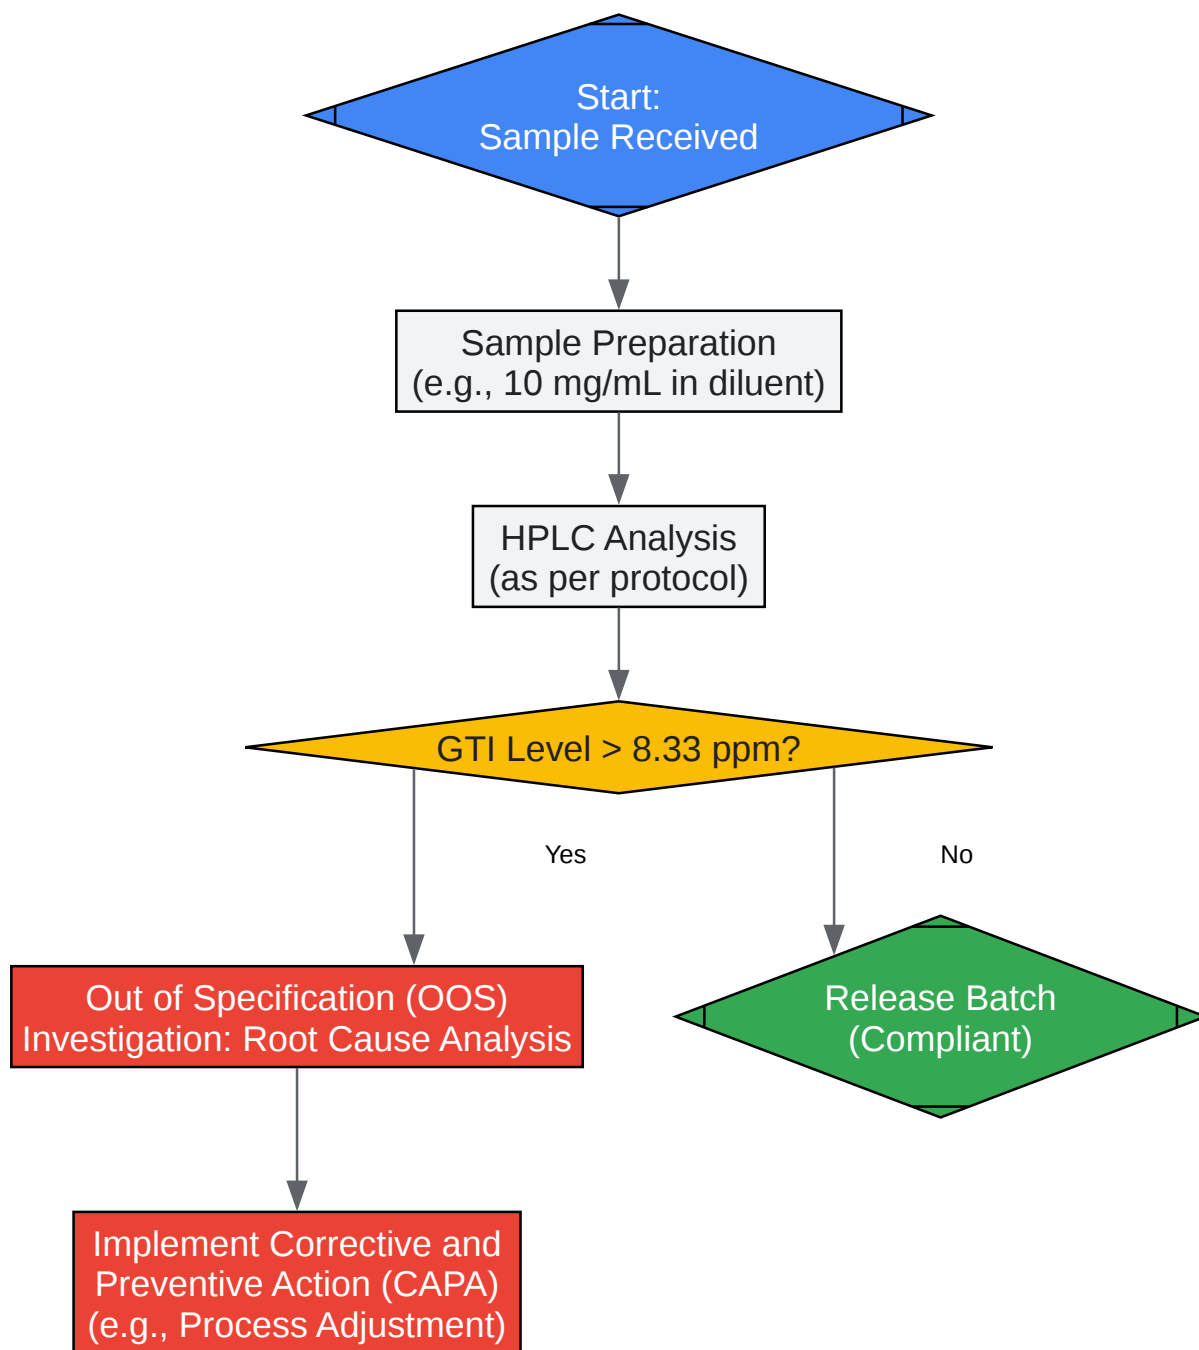 Start:
Sample Received
Sample Preparation
(e.g., 10 mg/mL in diluent)
HPLC Analysis
(as per protocol)
GTI Level > 8.33 ppm?
Yes
No
Out of Specification (OOS)
Investigation: Root Cause Analysis
Release Batch
(Compliant)
Implement Corrective and
Preventive Action (CAPA)
(e.g., Process Adjustment)